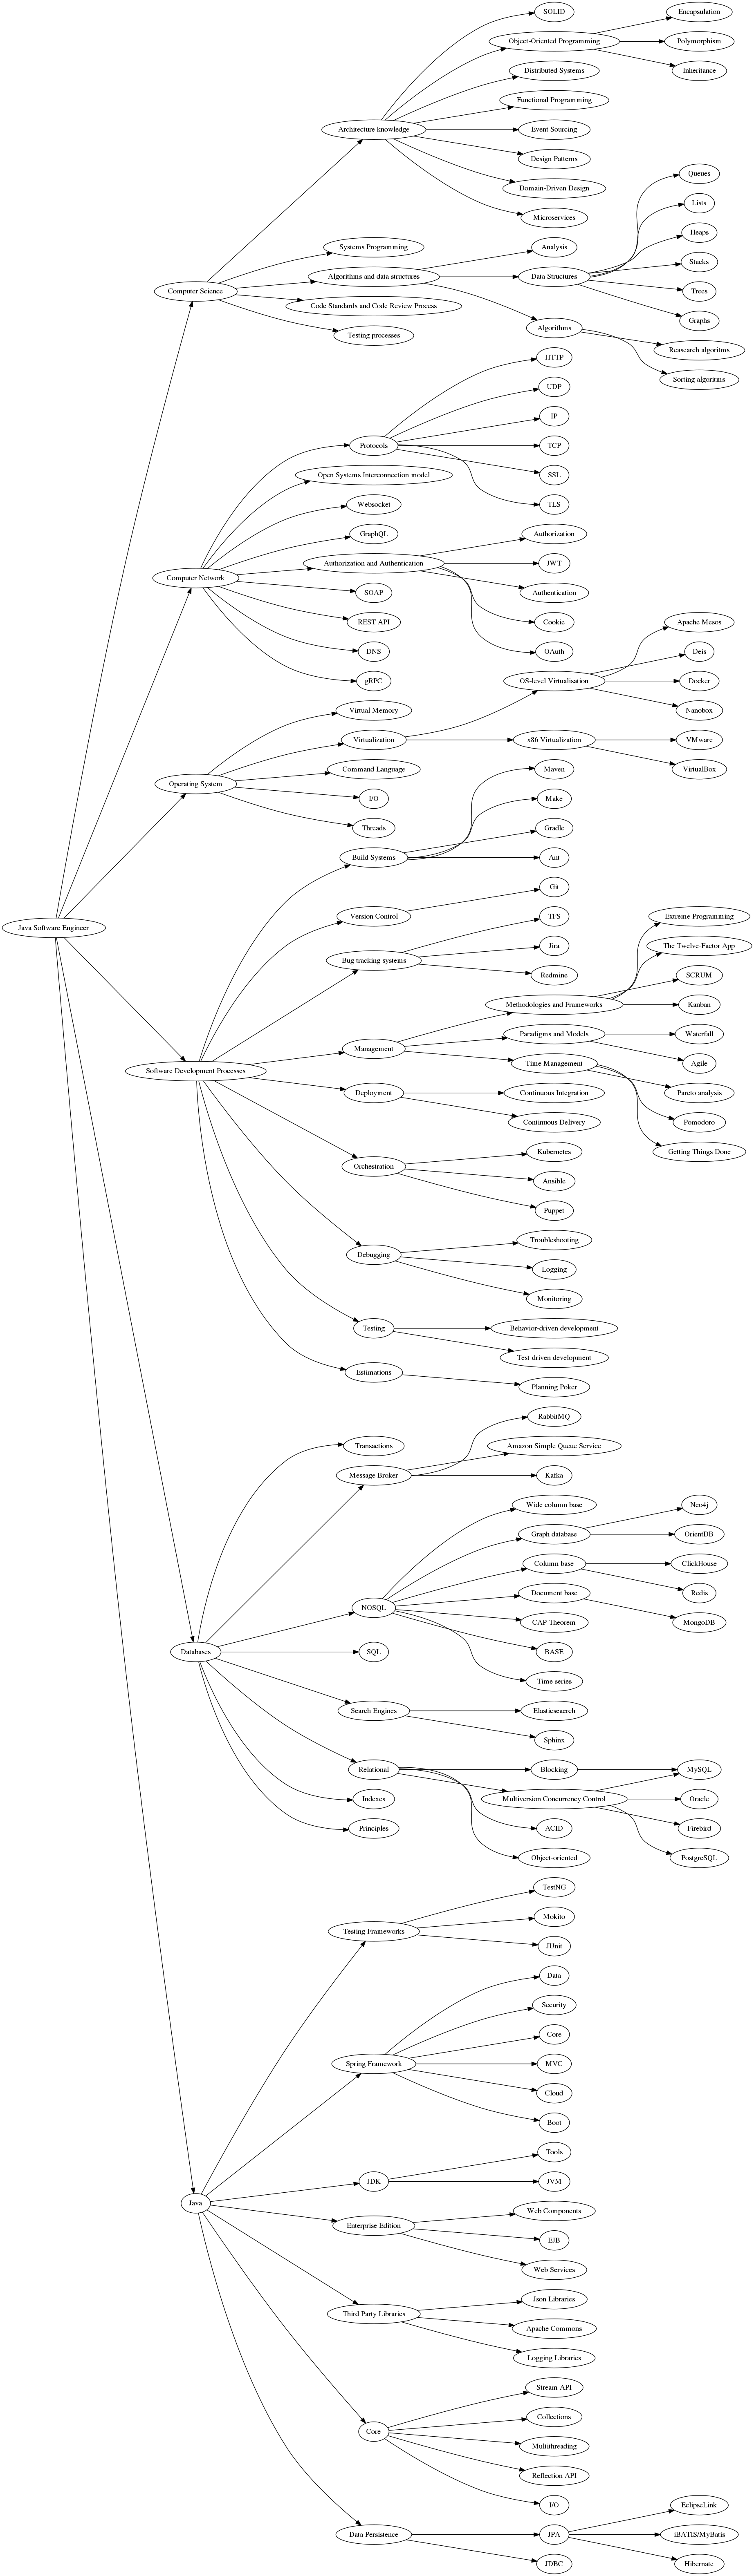 SOLID
Encapsulation
Object-Oriented Programming
Polymorphism
Distributed Systems
Inheritance
Functional Programming
Architecture knowledge
Event Sourcing
Design Patterns
Queues
Domain-Driven Design
Lists
Microservices
Heaps
Systems Programming
Analysis
Stacks
Computer Science
Algorithms and data structures
Data Structures
Trees
Code Standards and Code Review Process
Graphs
Testing processes
Algorithms
Reasearch algoritms
HTTP
Sorting algoritms
UDP
IP
Protocols
TCP
Open Systems Interconnection model
SSL
Websocket
TLS
GraphQL
Authorization
Computer Network
Authorization and Authentication
JWT
SOAP
Authentication
REST API
Cookie
Apache Mesos
DNS
OAuth
Deis
gRPC
OS-level Virtualisation
Docker
Virtual Memory
Nanobox
Virtualization
x86 Virtualization
VMware
Operating System
Command Language
Maven
VirtualBox
I/O
Make
Threads
Gradle
Build Systems
Ant
Version Control
Git
Java Software Engineer
TFS
Extreme Programming
Bug tracking systems
Jira
The Twelve-Factor App
Redmine
SCRUM
Methodologies and Frameworks
Kanban
Management
Paradigms and Models
Waterfall
Software Development Processes
Time Management
Agile
Deployment
Continuous Integration
Pareto analysis
Continuous Delivery
Pomodoro
Orchestration
Kubernetes
Getting Things Done
Ansible
Puppet
Debugging
Troubleshooting
Logging
Monitoring
Testing
Behavior-driven development
Test-driven development
Estimations
Planning Poker
RabbitMQ
Transactions
Amazon Simple Queue Service
Message Broker
Kafka
Wide column base
Neo4j
Graph database
OrientDB
Column base
ClickHouse
NOSQL
Document base
Redis
CAP Theorem
MongoDB
Databases
SQL
BASE
Time series
Search Engines
Elasticseaerch
Sphinx
Relational
Blocking
MySQL
Indexes
Multiversion Concurrency Control
Oracle
Principles
ACID
Firebird
Object-oriented
PostgreSQL
TestNG
Testing Frameworks
Mokito
JUnit
Data
Security
Core
Spring Framework
MVC
Cloud
Boot
Tools
JDK
JVM
Java
Web Components
Enterprise Edition
EJB
Web Services
Json Libraries
Third Party Libraries
Apache Commons
Logging Libraries
Stream API
Collections
Core
Multithreading
Reflection API
I/O
EclipseLink
Data Persistence
JPA
iBATIS/MyBatis
JDBC
Hibernate